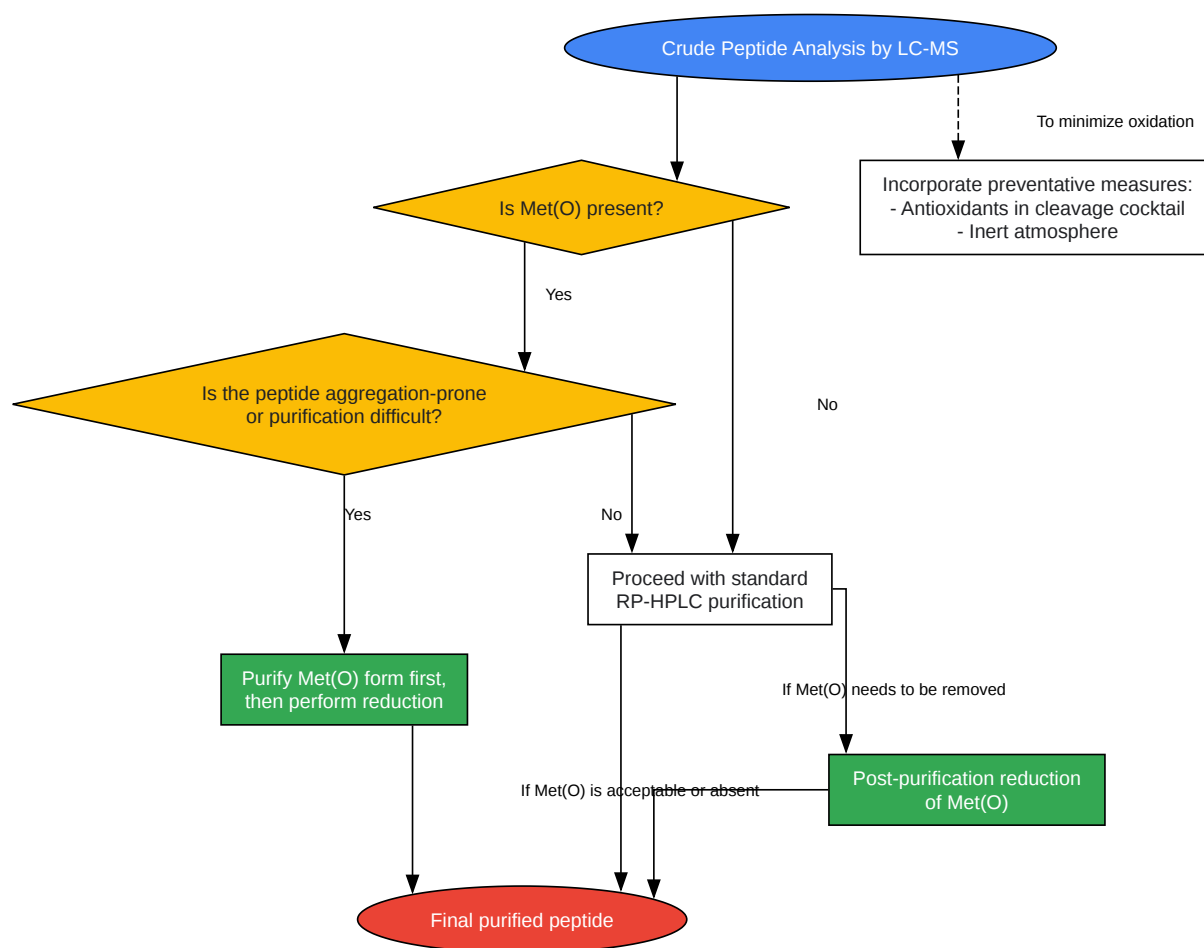 Crude Peptide Analysis by LC-MS
To minimize oxidation
Incorporate preventative measures:
- Antioxidants in cleavage cocktail
- Inert atmosphere
Is Met(O) present?
Yes
No
Is the peptide aggregation-prone
or purification difficult?
Yes
No
Proceed with standard
RP-HPLC purification
Purify Met(O) form first,
then perform reduction
If Met(O) needs to be removed
If Met(O) is acceptable or absent
Post-purification reduction
of Met(O)
Final purified peptide